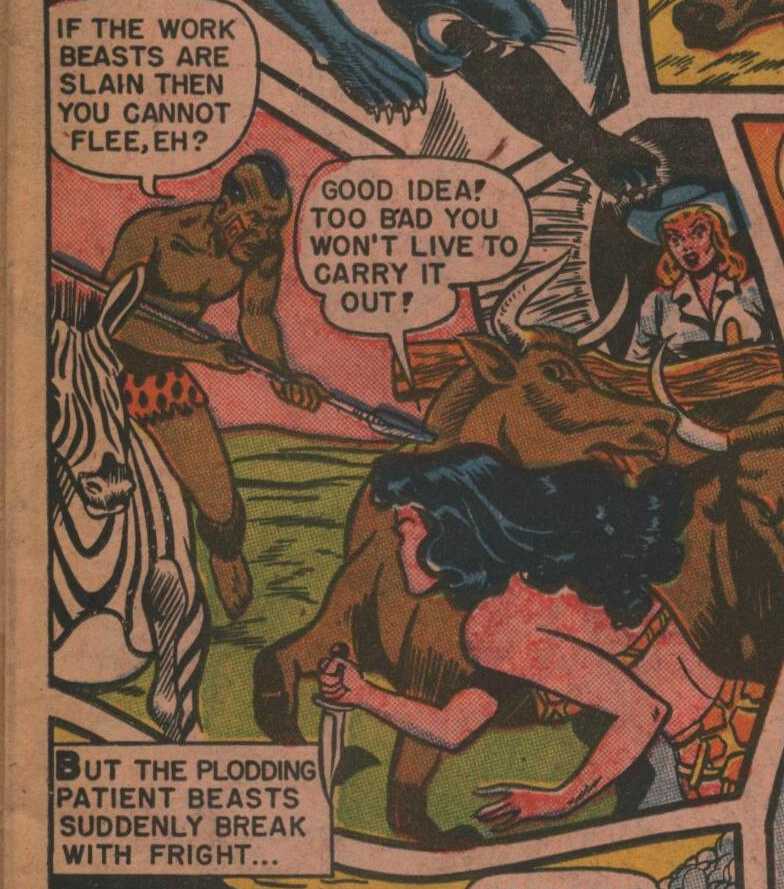 IF THE WORK
BEASTS ARE
SLAIN THEN
YOU CANNOT
FLEE, EH?
GOOD IDEA!
TOO BAD YOU
WON'T LIVE TO
CARRY IT
OUT!
BUT THE PLODDING
PATIENT BEASTS
SUDDENLY BREAK
WITH FRIGHT...